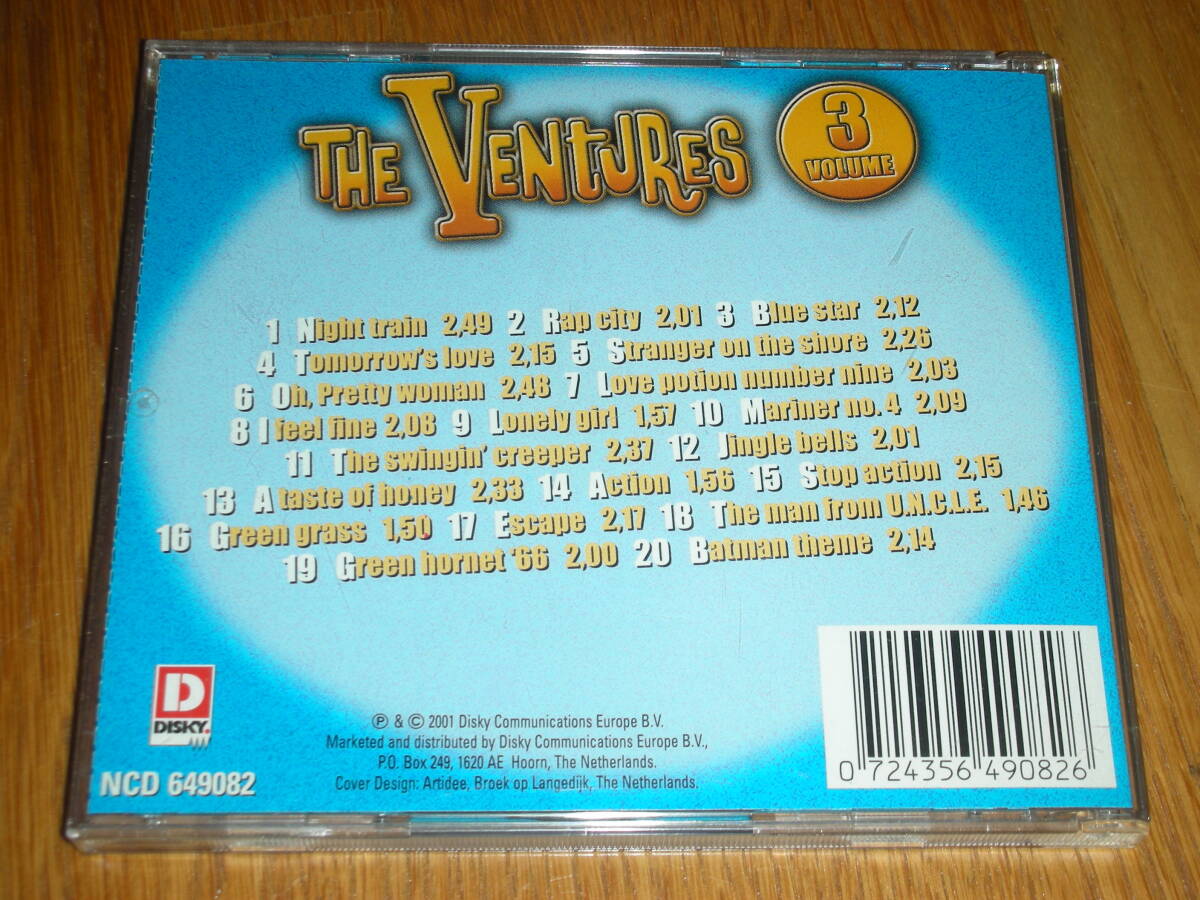 THE VENTURES
3
VOLUME
1 Night train 2,49 2 Rap city 2,01 3 Blue star 2,12
4 Tomorrow's love 2,15 5 Stranger on the shore 2,26
6 Oh, Pretty woman 2,48 7 Love potion number nine 2,03
8 I feel fine 2,08 9 Lonely girl 1,57 10 Mariner no. 4 2,09
11 The swingin' creeper 2,37 12 Jingle bells 2,01
13 A taste of honey 2,33 14 Action 1,56 15 Stop action 2,15
16 Green grass 1,50 17 Escape 2,17 18 The man from U.N.C.L.E. 1,46
19 Green hornet '66 2,00 20 Batman theme 2,14
D
DISKY.
NCD 649082
℗ & © 2001 Disky Communications Europe B.V.
Marketed and distributed by Disky Communications Europe B.V.,
P.O. Box 249, 1620 AE Hoorn, The Netherlands.
Cover Design: Artidee, Broek op Langedijk, The Netherlands.
0 724356 490826